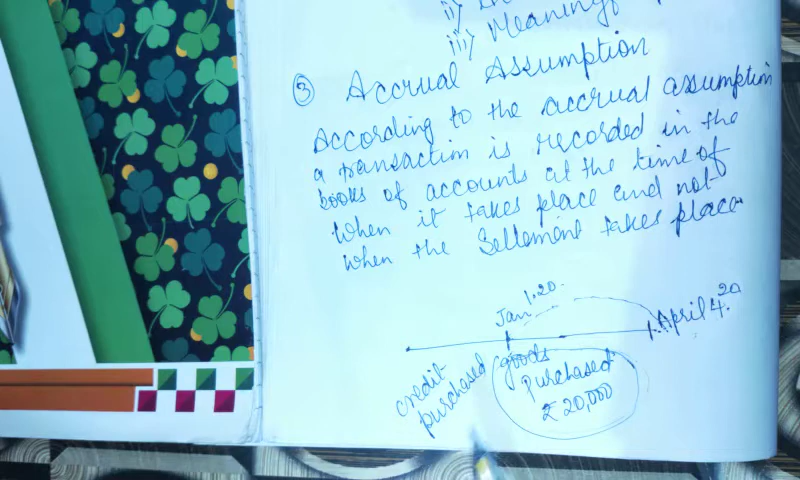 ii)
iii) Meaningf
③ Accrual Assumption
According to the accrual assumption
a transaction is recorded in the
books of accounts at the time of
when it takes place and not
when the Settlement takes place
Jan 1.20.
April 4. 20
credit
purchased
goods
purchased
₹ 20,000